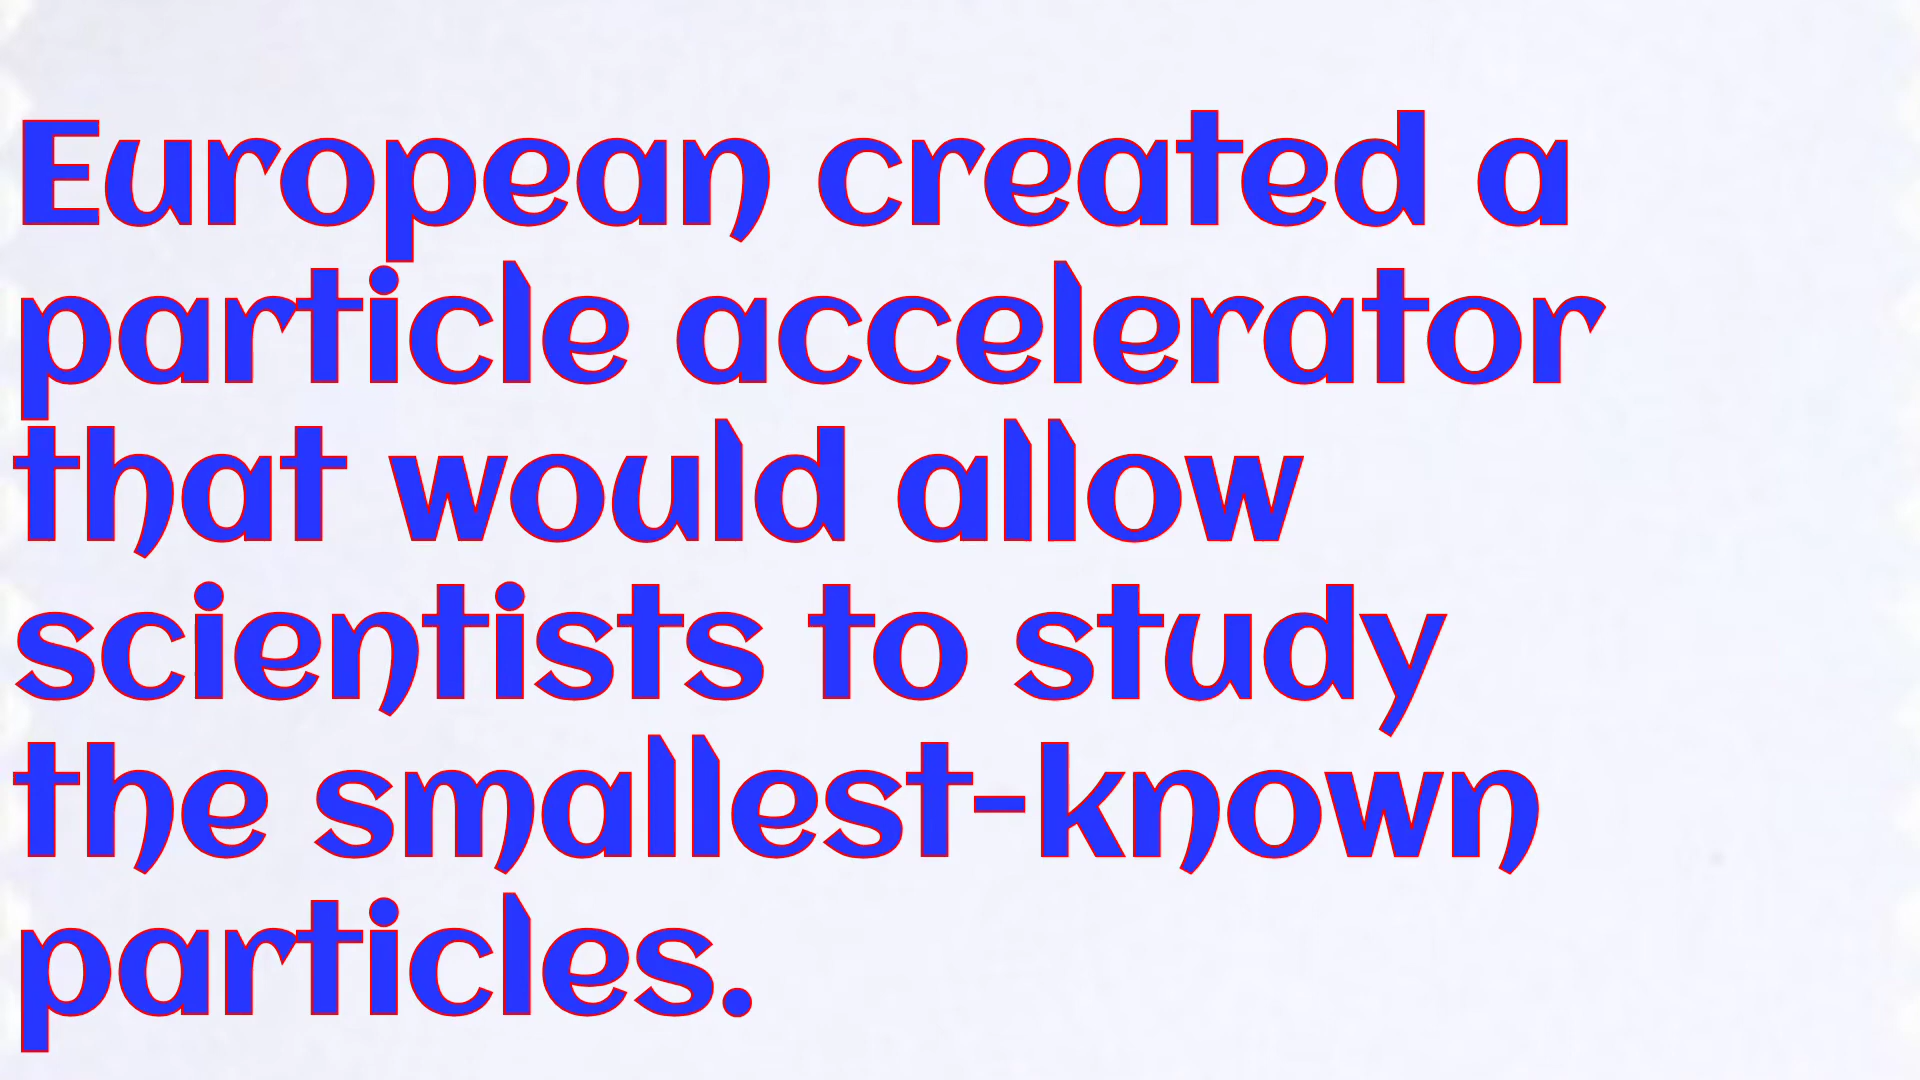 European created a
particle accelerator
that would allow
scientists to study
the smallest-known
particles.